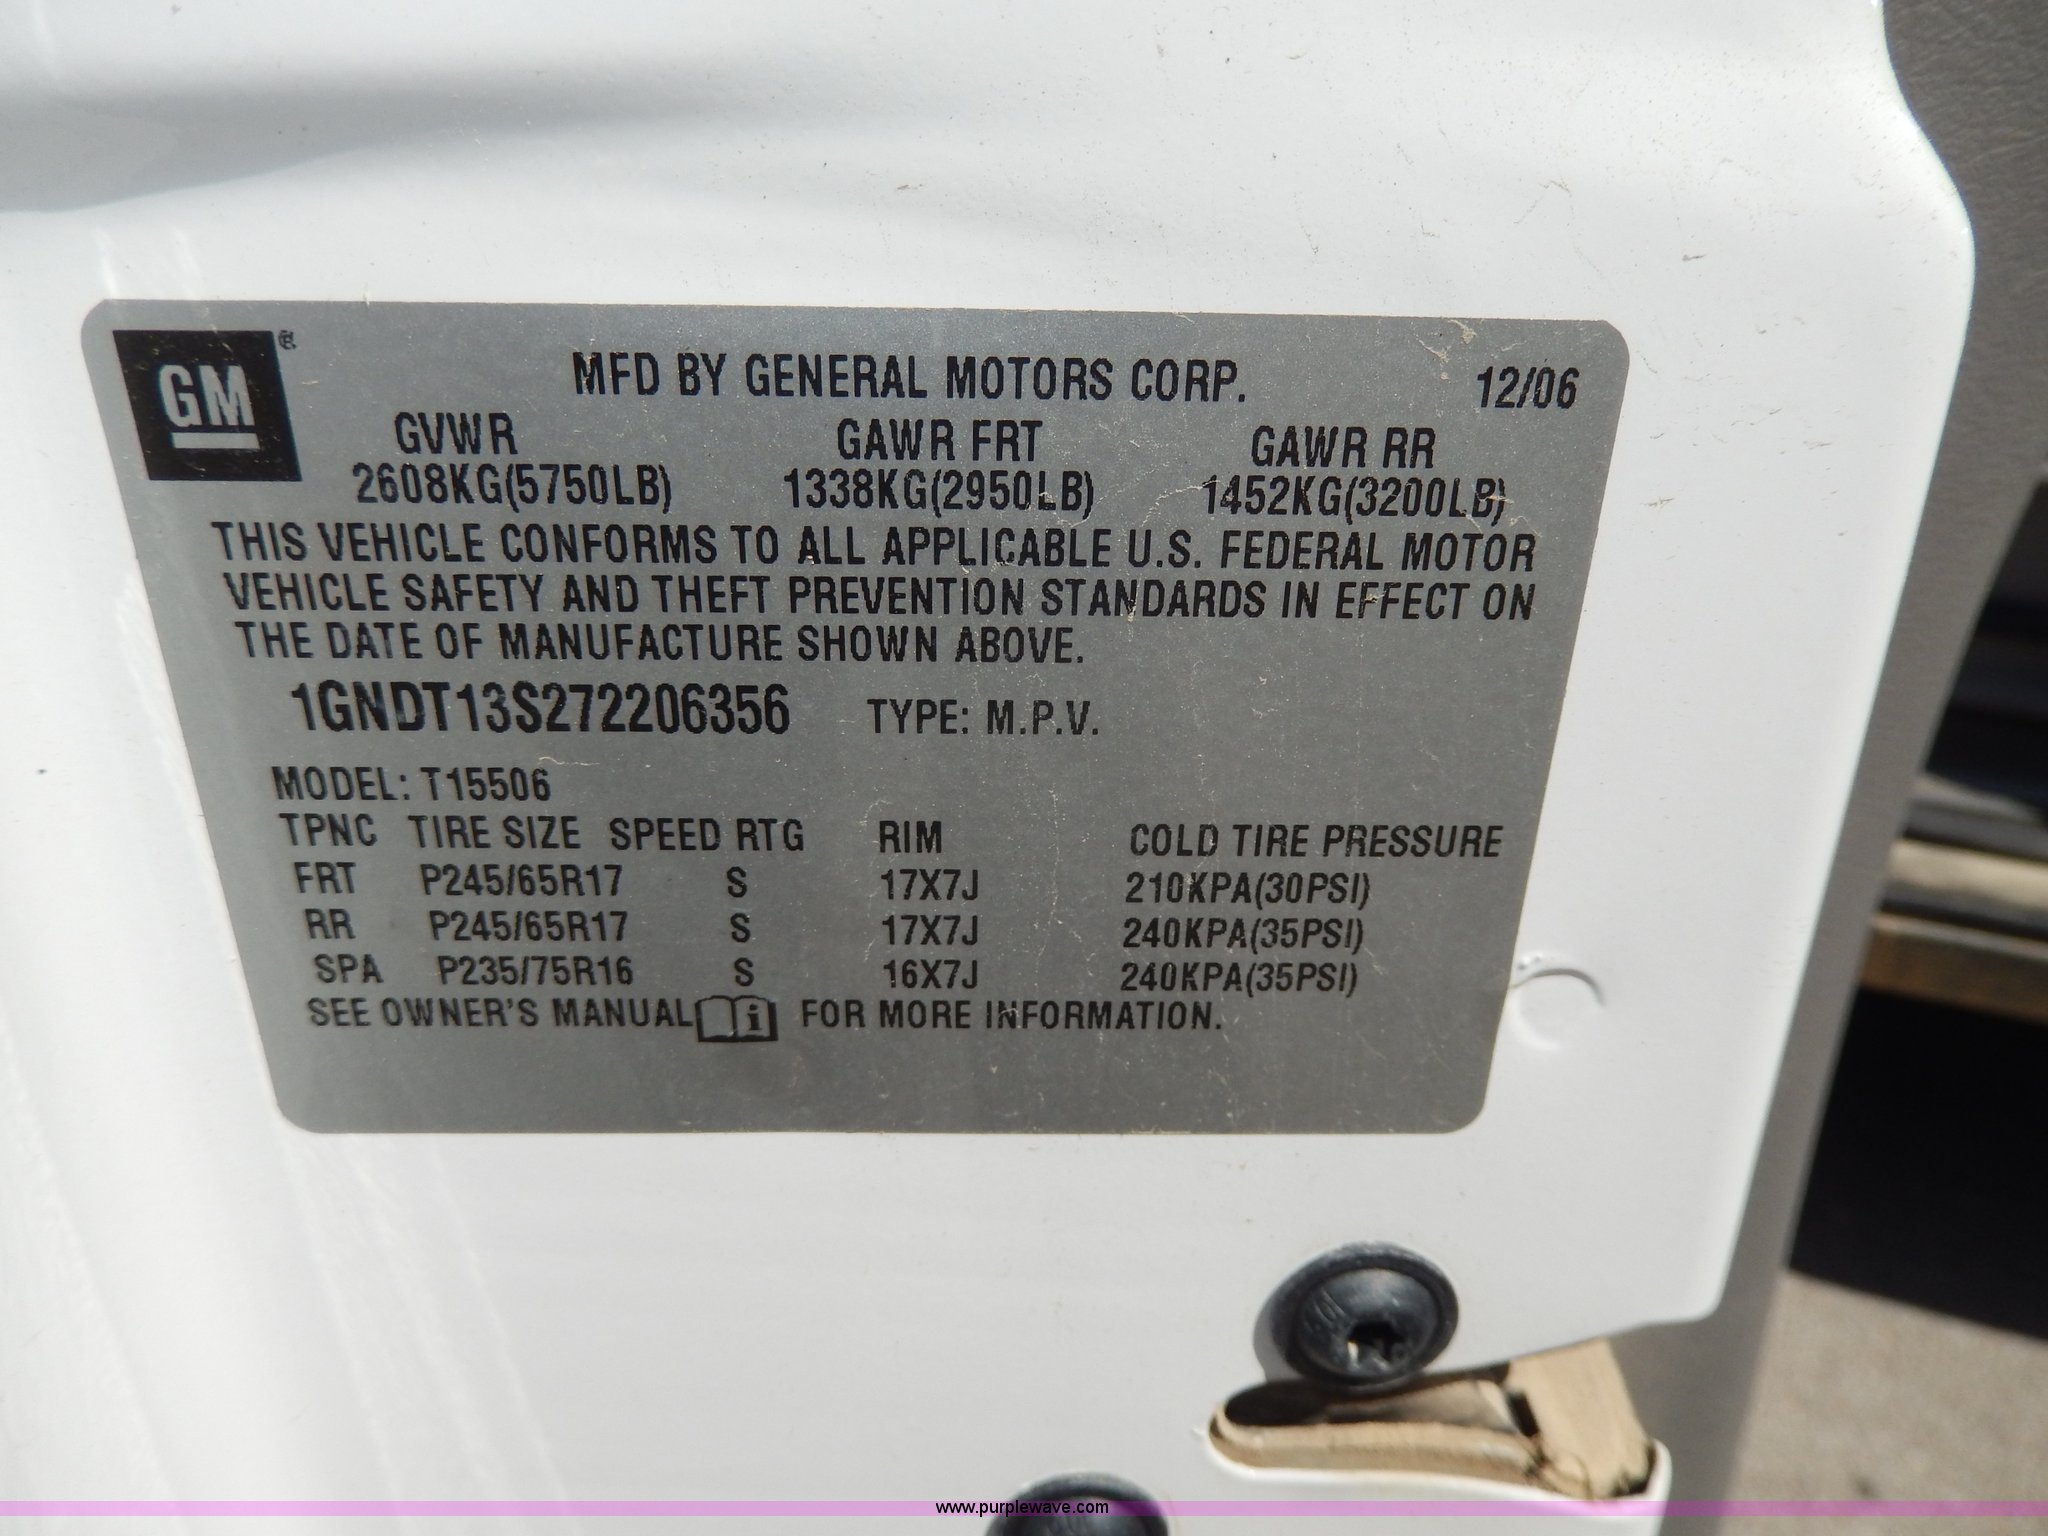 GM ®
MFD BY GENERAL MOTORS CORP. 12/06
GVWR GAWR FRT GAWR RR
2608KG(5750LB) 1338KG(2950LB) 1452KG(3200LB)
THIS VEHICLE CONFORMS TO ALL APPLICABLE U.S. FEDERAL MOTOR
VEHICLE SAFETY AND THEFT PREVENTION STANDARDS IN EFFECT ON
THE DATE OF MANUFACTURE SHOWN ABOVE.
1GNDT13S272206356 TYPE: M.P.V.
MODEL: T15506
TPNC TIRE SIZE SPEED RTG RIM COLD TIRE PRESSURE
FRT P245/65R17 S 17X7J 210KPA(30PSI)
RR P245/65R17 S 17X7J 240KPA(35PSI)
SPA P235/75R16 S 16X7J 240KPA(35PSI)
SEE OWNER'S MANUAL i FOR MORE INFORMATION.
www.purplewave.com